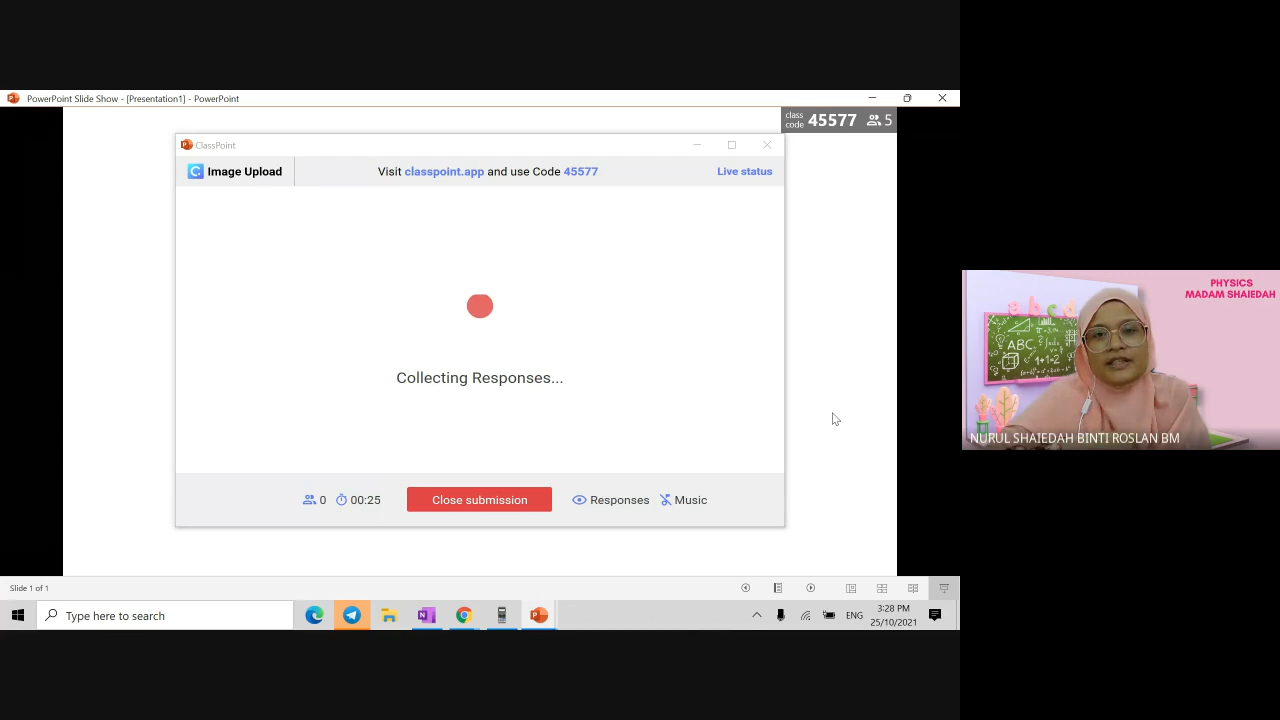 PowerPoint Slide Show - [Presentation1] - PowerPoint
class code 45577 5
ClassPoint
Image Upload
Visit classpoint.app and use Code 45577
Live status
Collecting Responses...
0 00:25
Close submission
Responses
Music
Slide 1 of 1
Type here to search
ENG
3:28 PM
25/10/2021
PHYSICS
MADAM SHAIEDAH
abcd
ABC
1+1=2
NURUL SHAIEDAH BINTI ROSLAN BM